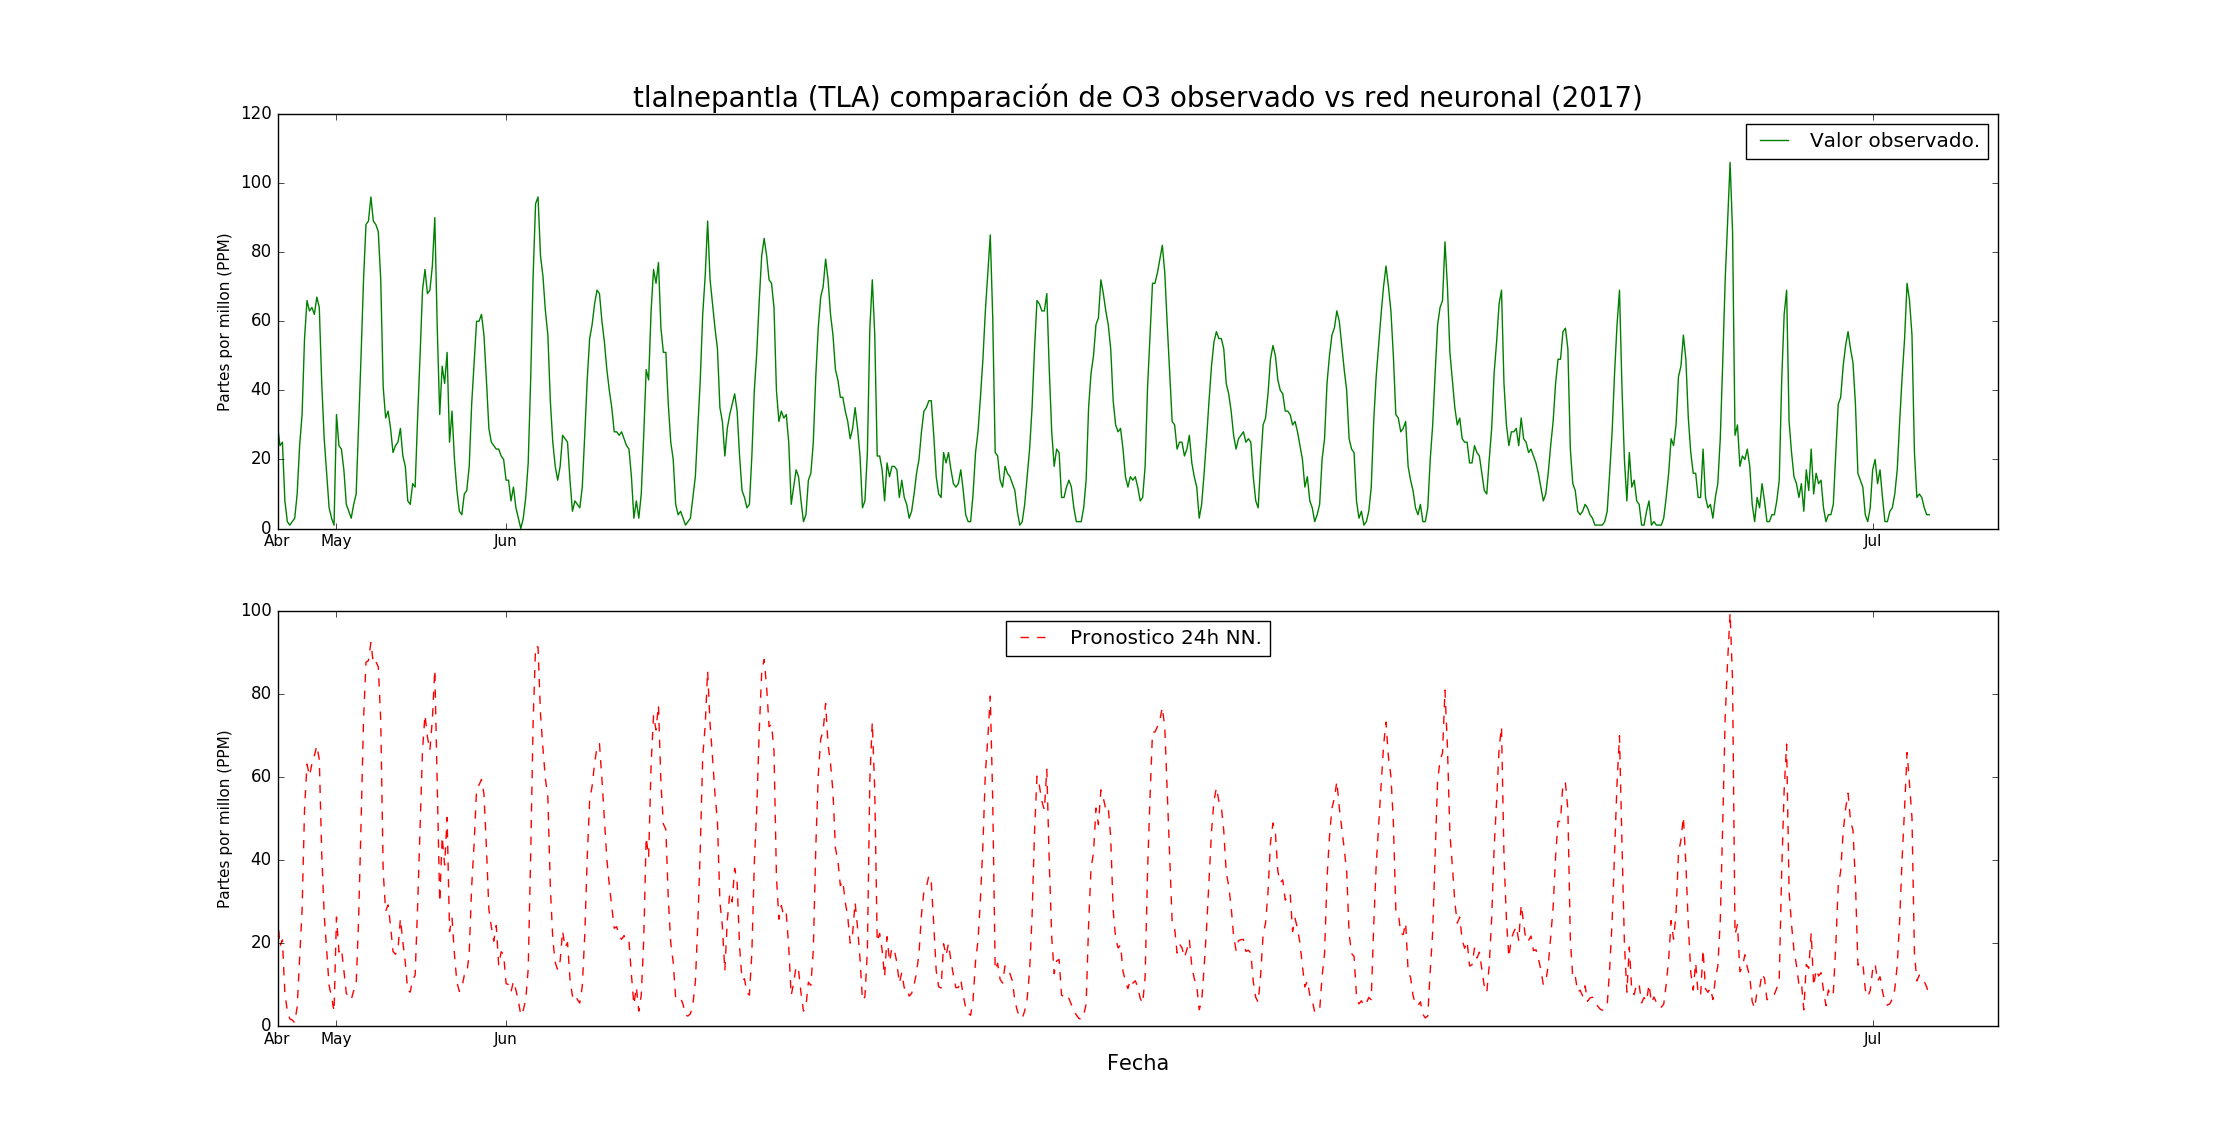 tlalnepantla (TLA) comparación de O3 observado vs red neuronal (2017)
120
100
80
60
40
20
0
Partes por millon (PPM)
Valor observado.
Abr May Jun Jul
100
80
60
40
20
0
Partes por millon (PPM)
Pronostico 24h NN.
Abr May Jun Jul
Fecha